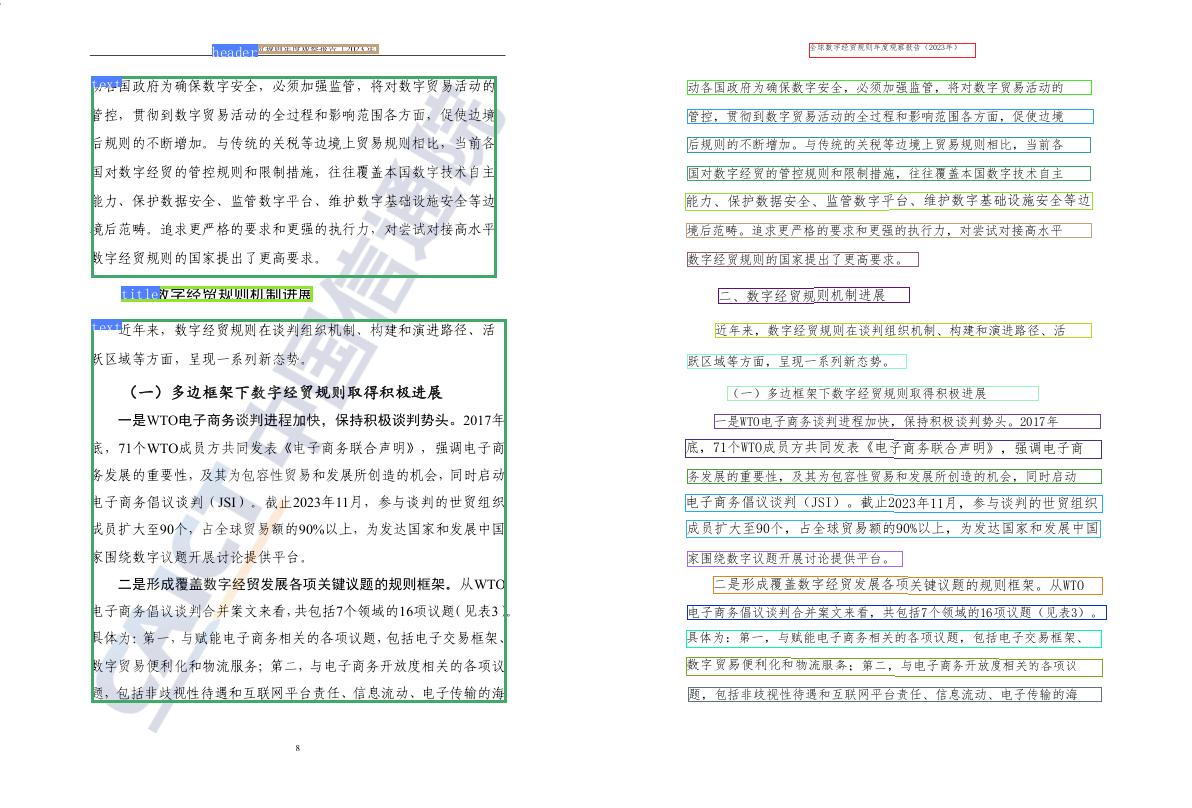 header
全球数字经贸规则年度观察报告（2023年）
text
动各国政府为确保数字安全，必须加强监管，将对数字贸易活动的
管控，贯彻到数字贸易活动的全过程和影响范围各方面，促使边境
后规则的不断增加。与传统的关税等边境上贸易规则相比，当前各
国对数字经贸的管控规则和限制措施，往往覆盖本国数字技术自主
能力、保护数据安全、监管数字平台、维护数字基础设施安全等边
境后范畴。追求更严格的要求和更强的执行力，对尝试对接高水平
数字经贸规则的国家提出了更高要求。
title 数字经贸规则机制进展
text
近年来，数字经贸规则在谈判组织机制、构建和演进路径、活
跃区域等方面，呈现一系列新态势。
（一）多边框架下数字经贸规则取得积极进展
一是WTO电子商务谈判进程加快，保持积极谈判势头。2017年
底，71个WTO成员方共同发表《电子商务联合声明》，强调电子商
务发展的重要性，及其为包容性贸易和发展所创造的机会，同时启动
电子商务倡议谈判（JSI）。截止2023年11月，参与谈判的世贸组织
成员扩大至90个，占全球贸易额的90%以上，为发达国家和发展中国
家围绕数字议题开展讨论提供平台。
二是形成覆盖数字经贸发展各项关键议题的规则框架。从WTO
电子商务倡议谈判合并案文来看，共包括7个领域的16项议题（见表3）。
具体为：第一，与赋能电子商务相关的各项议题，包括电子交易框架、
数字贸易便利化和物流服务；第二，与电子商务开放度相关的各项议
题，包括非歧视性待遇和互联网平台责任、信息流动、电子传输的海
8
CAICT 中国信通院
全球数字经贸规则年度观察报告（2023年）
动各国政府为确保数字安全，必须加强监管，将对数字贸易活动的
管控，贯彻到数字贸易活动的全过程和影响范围各方面，促使边境
后规则的不断增加。与传统的关税等边境上贸易规则相比，当前各
国对数字经贸的管控规则和限制措施，往往覆盖本国数字技术自主
能力、保护数据安全、监管数字平台、维护数字基础设施安全等边
境后范畴。追求更严格的要求和更强的执行力，对尝试对接高水平
数字经贸规则的国家提出了更高要求。
二、数字经贸规则机制进展
近年来，数字经贸规则在谈判组织机制、构建和演进路径、活
跃区域等方面，呈现一系列新态势。
（一）多边框架下数字经贸规则取得积极进展
一是WTO电子商务谈判进程加快，保持积极谈判势头。2017年
底，71个WTO成员方共同发表《电子商务联合声明》，强调电子商
务发展的重要性，及其为包容性贸易和发展所创造的机会，同时启动
电子商务倡议谈判（JSI）。截止2023年11月，参与谈判的世贸组织
成员扩大至90个，占全球贸易额的90%以上，为发达国家和发展中国
家围绕数字议题开展讨论提供平台。
二是形成覆盖数字经贸发展各项关键议题的规则框架。从WTO
电子商务倡议谈判合并案文来看，共包括7个领域的16项议题（见表3）。
具体为：第一，与赋能电子商务相关的各项议题，包括电子交易框架、
数字贸易便利化和物流服务；第二，与电子商务开放度相关的各项议
题，包括非歧视性待遇和互联网平台责任、信息流动、电子传输的海